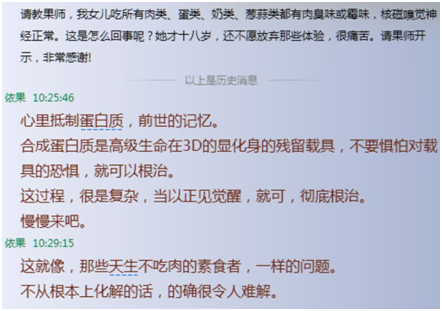 请教果师，我女儿吃所有肉类、蛋类、奶类、葱蒜类都有肉臭味或霉味，核磁嗅觉神
经正常。这是怎么回事呢？她才十八岁，还不愿放弃那些体验，很痛苦。请果师开
示，非常感谢!
以上是历史消息
依果 10:25:46
心里抵制蛋白质，前世的记忆。
合成蛋白质是高级生命在3D的显化身的残留载具，不要惧怕对载
具的恐惧，就可以根治。
这过程，很是复杂，当以正见觉醒，就可，彻底根治。
慢慢来吧。
依果 10:29:15
这就像，那些天生不吃肉的素食者，一样的问题。
不从根本上化解的话，的确很令人难解。